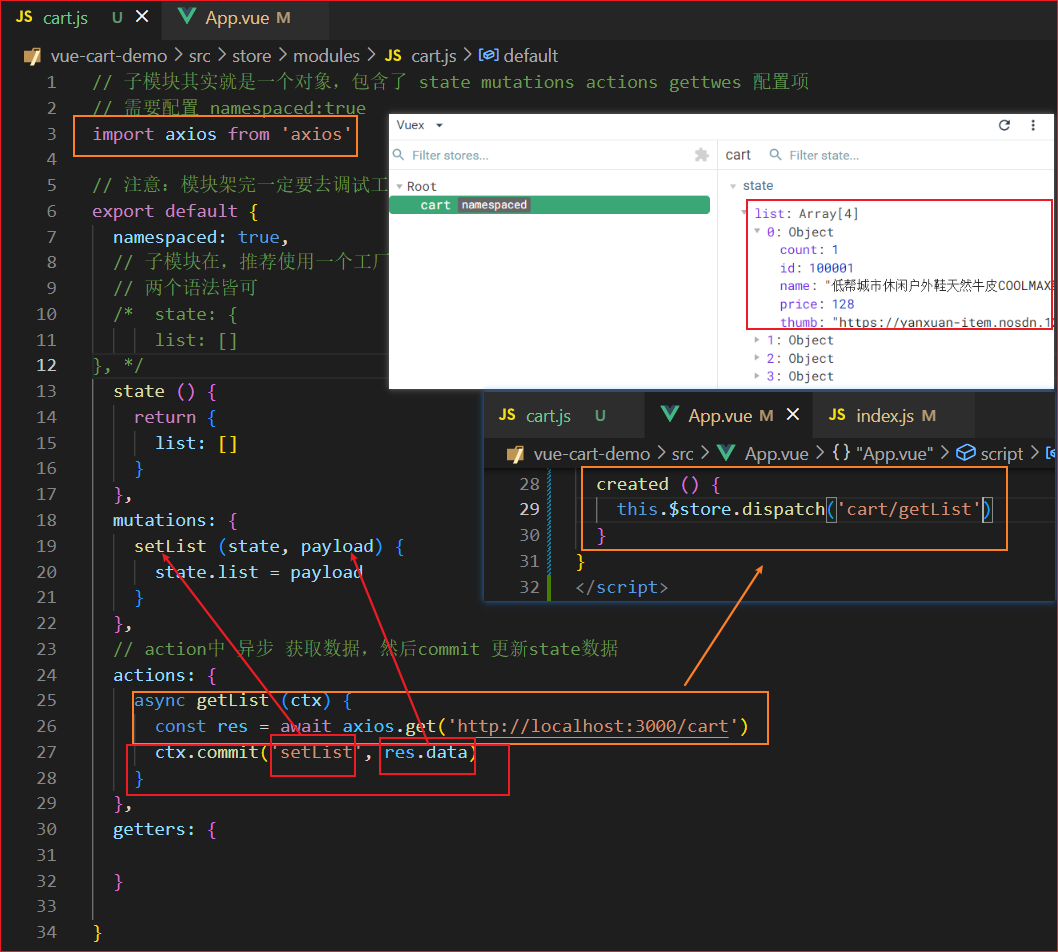 JS cart.js U × App.vue M
vue-cart-demo > src > store > modules > JS cart.js > default
1 // 子模块其实就是一个对象，包含了 state mutations actions gettwes 配置项
2 // 需要配置 namespaced:true
3 import axios from 'axios'
4
5 // 注意：模块架完一定要去调试工
6 export default {
7 namespaced: true,
8 // 子模块在，推荐使用一个工厂
9 // 两个语法皆可
10 /* state: {
11 list: []
12 }, */
13 state () {
14 return {
15 list: []
16 }
17 },
18 mutations: {
19 setList (state, payload) {
20 state.list = payload
21 }
22 },
23 // action中 异步 获取数据，然后commit 更新state数据
24 actions: {
25 async getList (ctx) {
26 const res = await axios.get('http://localhost:3000/cart')
27 ctx.commit('setList', res.data)
28 }
29 },
30 getters: {
31
32 }
33
34 }
Vuex
Filter stores...
Root
cart namespaced
cart Filter state...
state
list: Array[4]
0: Object
count: 1
id: 100001
name: "低帮城市休闲户外鞋天然牛皮COOLMAX
price: 128
thumb: "https://yanxuan-item.nosdn.12
1: Object
2: Object
3: Object
JS cart.js U App.vue M × JS index.js M
vue-cart-demo > src > App.vue > {} "App.vue" > script >
28 created () {
29 this.$store.dispatch('cart/getList')
30 }
31 }
32 </script>